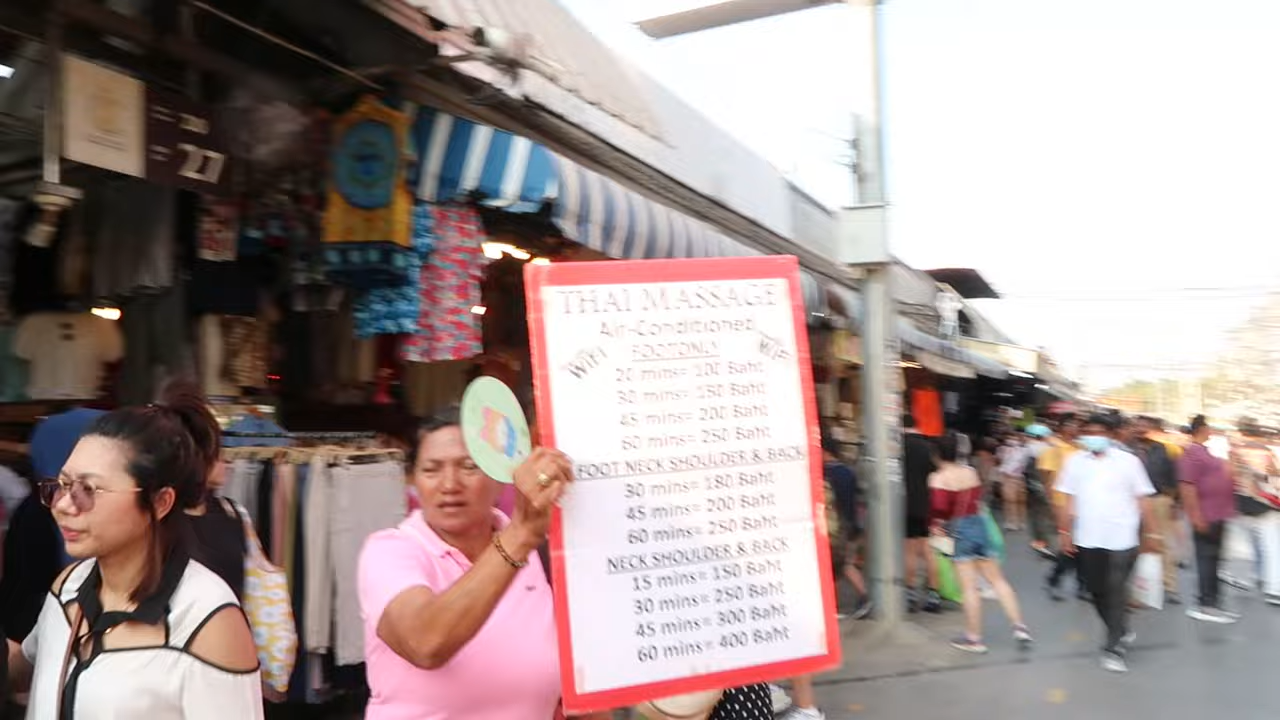 27
THAI MASSAGE
Air-Conditioned
WiFi
WiFi
FOOT ONLY
20 mins= 100 Baht
30 mins= 150 Baht
45 mins= 200 Baht
60 mins= 250 Baht
FOOT NECK SHOULDER & BACK
30 mins= 180 Baht
45 mins= 200 Baht
60 mins= 250 Baht
NECK SHOULDER & BACK
15 mins= 150 Baht
30 mins= 250 Baht
45 mins= 300 Baht
60 mins= 400 Baht